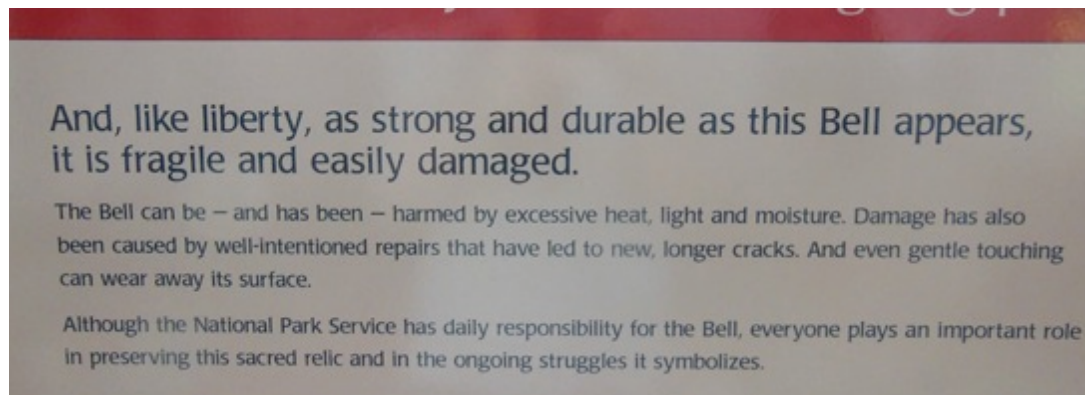 And, like liberty, as strong and durable as this Bell appears,
it is fragile and easily damaged.
The Bell can be – and has been – harmed by excessive heat, light and moisture. Damage has also
been caused by well-intentioned repairs that have led to new, longer cracks. And even gentle touching
can wear away its surface.
Although the National Park Service has daily responsibility for the Bell, everyone plays an important role
in preserving this sacred relic and in the ongoing struggles it symbolizes.